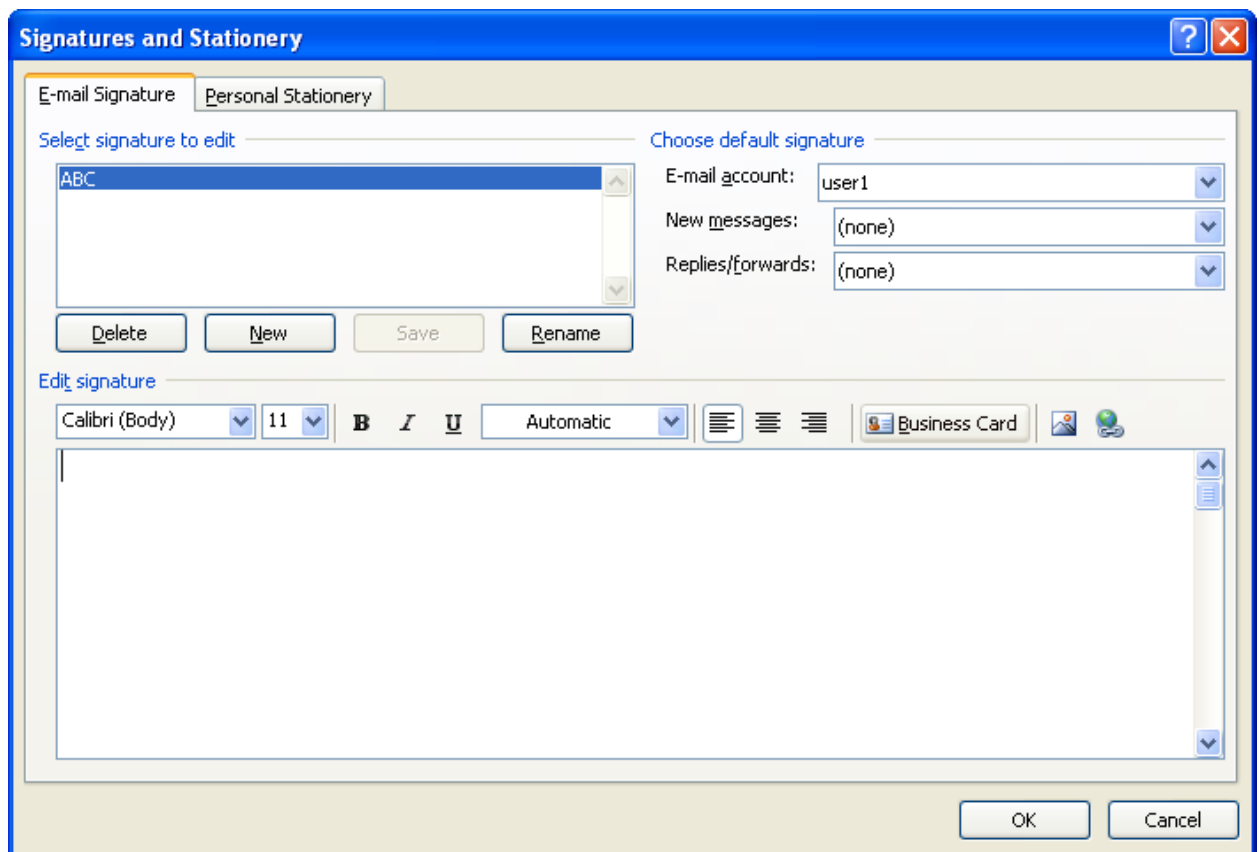 Signatures and Stationery
E-mail Signature
Personal Stationery
Select signature to edit
ABC
Delete
New
Save
Rename
Choose default signature
E-mail account:
user1
New messages:
(none)
Replies/forwards:
(none)
Edit signature
Calibri (Body)
11
B
I
U
Automatic
Business Card
OK
Cancel